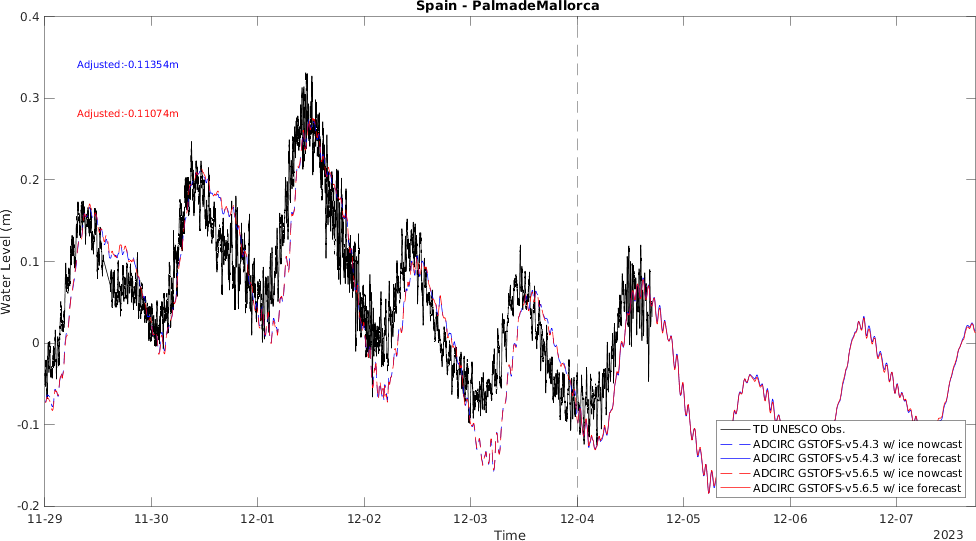 Spain - PalmadeMallorca
0.4
Adjusted:-0.11354m
0.3
Adjusted:-0.11074m
0.2
0.1
Water Level (m)
0
-0.1
TD UNESCO Obs.
ADCIRC GSTOFS-v5.4.3 w/ ice nowcast
ADCIRC GSTOFS-v5.4.3 w/ ice forecast
ADCIRC GSTOFS-v5.6.5 w/ ice nowcast
ADCIRC GSTOFS-v5.6.5 w/ ice forecast
-0.2
11-29 11-30 12-01 12-02 12-03 12-04 12-05 12-06 12-07
Time
2023